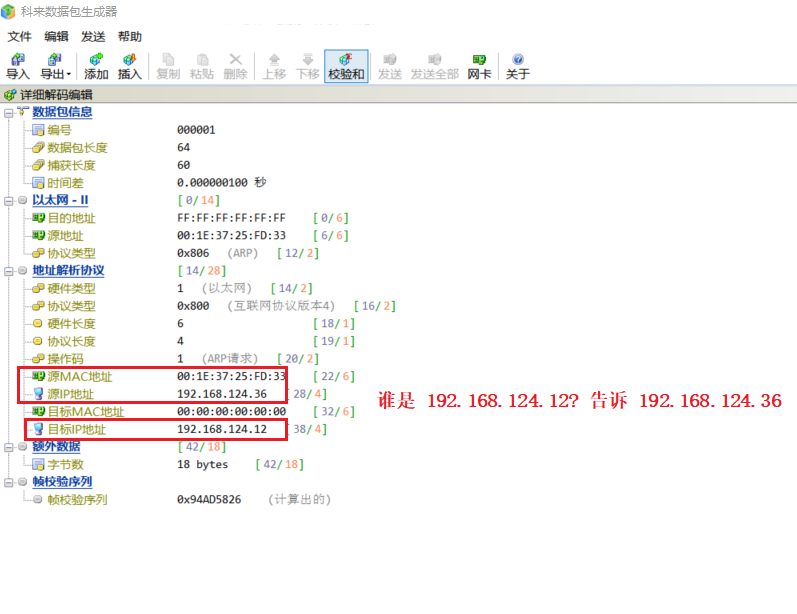 科来数据包生成器
文件 编辑 发送 帮助
导入 导出 添加 插入 复制 粘贴 删除 上移 下移 校验和 发送 发送全部 网卡 关于
详细解码编辑
数据包信息
编号 000001
数据包长度 64
捕获长度 60
时间差 0.000000100 秒
以太网 - II [0/14]
目的地址 FF:FF:FF:FF:FF:FF [0/6]
源地址 00:1E:37:25:FD:33 [6/6]
协议类型 0x806 (ARP) [12/2]
地址解析协议 [14/28]
硬件类型 1 (以太网) [14/2]
协议类型 0x800 (互联网协议版本4) [16/2]
硬件长度 6 [18/1]
协议长度 4 [19/1]
操作码 1 (ARP请求) [20/2]
源MAC地址 00:1E:37:25:FD:33 [22/6]
源IP地址 192.168.124.36 [28/4]
谁是 192.168.124.12? 告诉 192.168.124.36
目标MAC地址 00:00:00:00:00:00 [32/6]
目标IP地址 192.168.124.12 [38/4]
额外数据 [42/18]
字节数 18 bytes [42/18]
帧校验序列
帧校验序列 0x94AD5826 (计算出的)